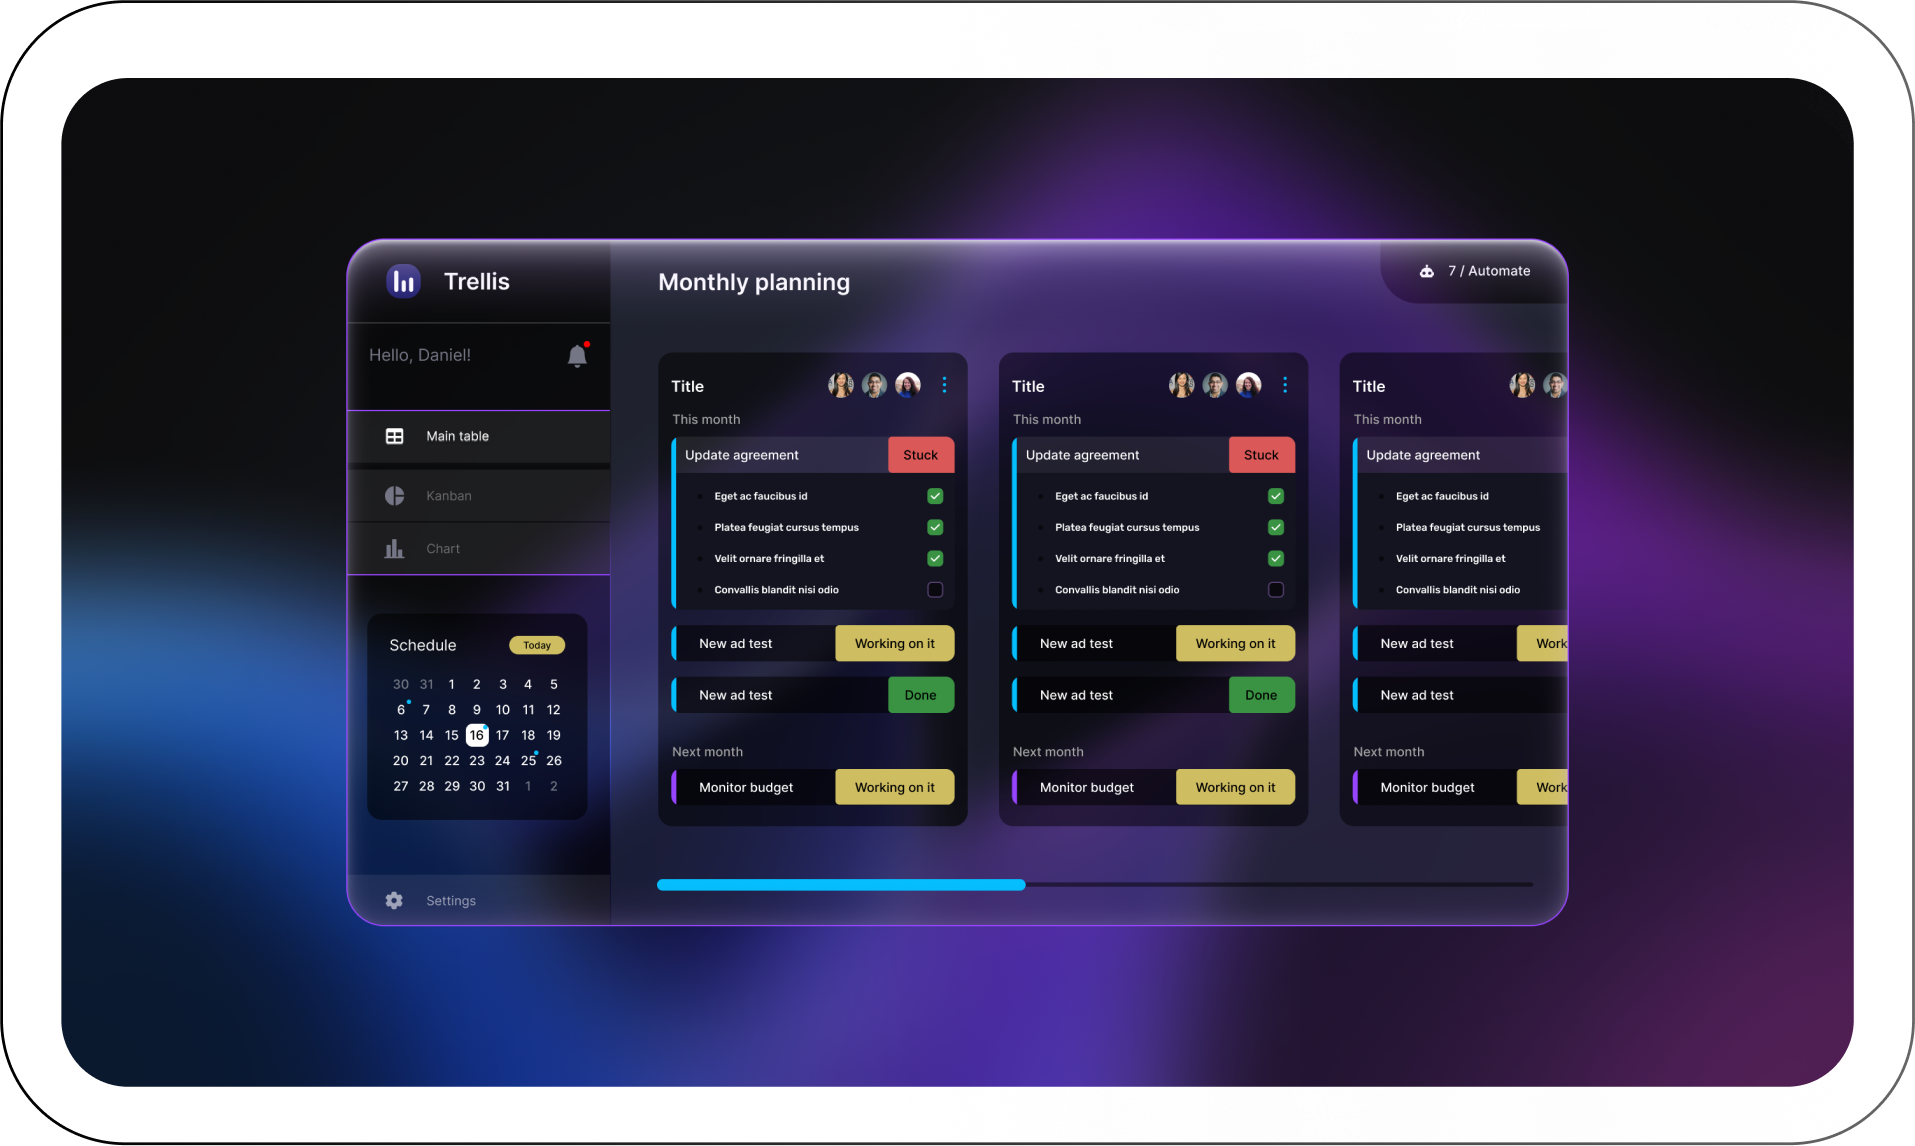 Trellis
Hello, Daniel!
Main table
Kanban
Chart
Schedule Today
30 31 1 2 3 4 5
6 7 8 9 10 11 12
13 14 15 16 17 18 19
20 21 22 23 24 25 26
27 28 29 30 31 1 2
Settings
Monthly planning
7 / Automate
Title
This month
Update agreement Stuck
Eget ac faucibus id
Platea feugiat cursus tempus
Velit ornare fringilla et
Convallis blandit nisi odio
New ad test Working on it
New ad test Done
Next month
Monitor budget Working on it
Title
This month
Update agreement Stuck
Eget ac faucibus id
Platea feugiat cursus tempus
Velit ornare fringilla et
Convallis blandit nisi odio
New ad test Working on it
New ad test Done
Next month
Monitor budget Working on it
Title
This month
Update agreement
Eget ac faucibus id
Platea feugiat cursus tempus
Velit ornare fringilla et
Convallis blandit nisi odio
New ad test Work
New ad test
Next month
Monitor budget Work